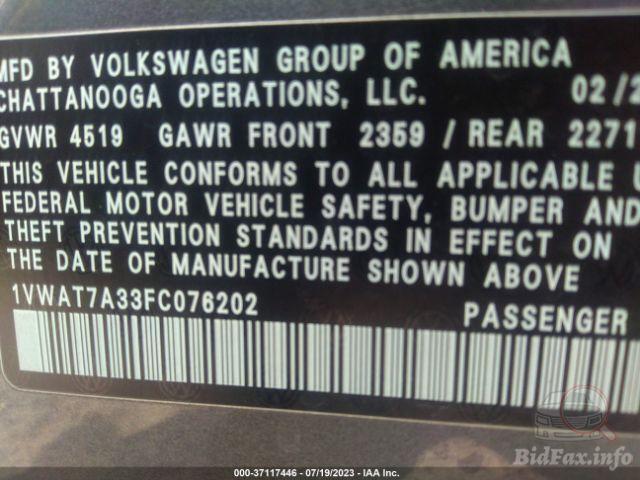 MFD BY VOLKSWAGEN GROUP OF AMERICA
CHATTANOOGA OPERATIONS, LLC. 02/2
GVWR 4519 GAWR FRONT 2359 / REAR 2271
THIS VEHICLE CONFORMS TO ALL APPLICABLE U
FEDERAL MOTOR VEHICLE SAFETY, BUMPER AND
THEFT PREVENTION STANDARDS IN EFFECT ON
THE DATE OF MANUFACTURE SHOWN ABOVE
1VWAT7A33FC076202 PASSENGER
BidFax.info
000-37117446 - 07/19/2023 - IAA Inc.